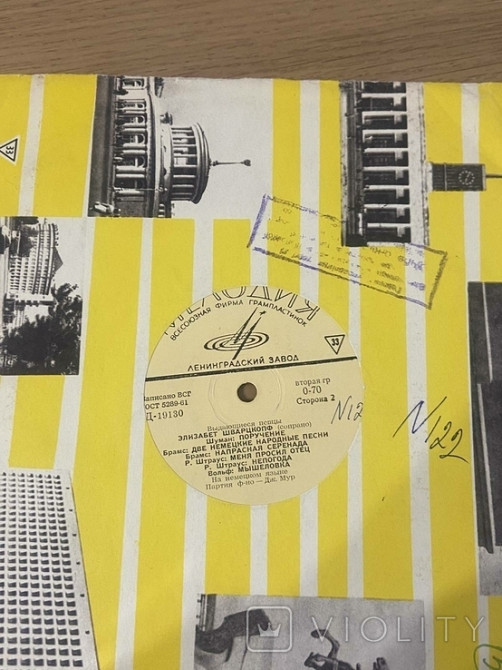 МЕЛОДИЯ
ВСЕСОЮЗНАЯ ФИРМА ГРАМПЛАСТИНОК
33
ЛЕНИНГРАДСКИЙ ЗАВОД
33
Записано ВСГ
ГОСТ 5289-61
Д-19130
вторая гр
0-70
Сторона 2
Выдающиеся певцы
ЭЛИЗАБЕТ ШВАРЦКОПФ (сопрано)
Шуман: ПОРУЧЕНИЕ
Брамс: ДВЕ НЕМЕЦКИЕ НАРОДНЫЕ ПЕСНИ
Брамс: НАПРАСНАЯ СЕРЕНАДА
Р. Штраус: МЕНЯ ПРОСИЛ ОТЕЦ
Р. Штраус: НЕПОГОДА
Вольф: МЫШЕЛОВКА
На немецком языке
Партия ф-но — Дж. Мур
N12
N122
VIOLITY